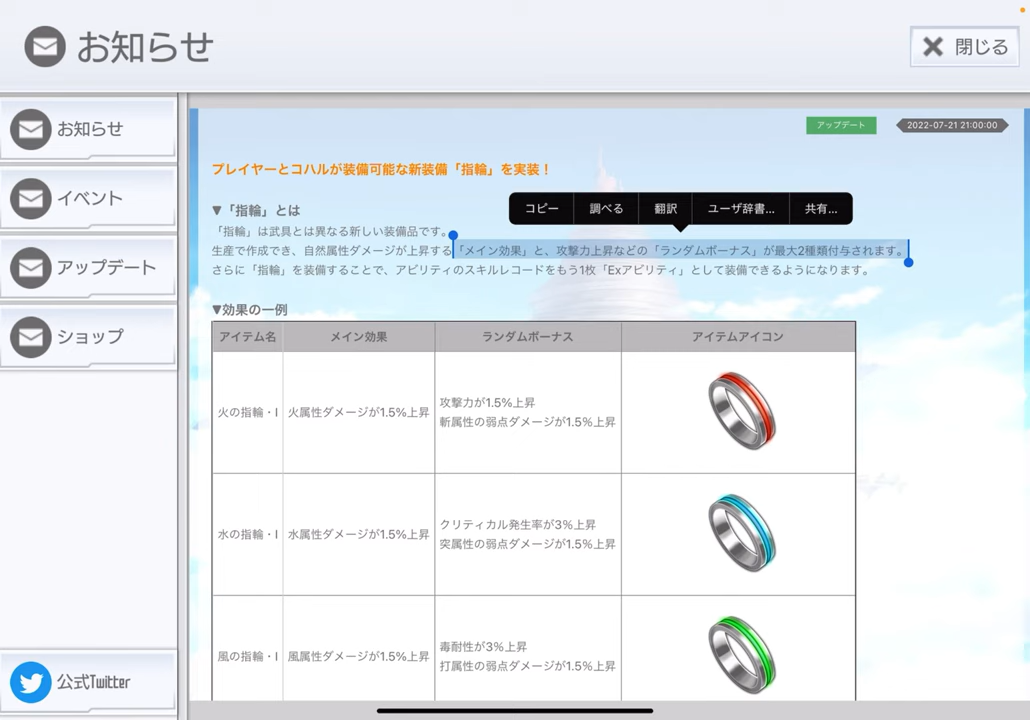 お知らせ
閉じる
お知らせ
イベント
アップデート
ショップ
公式Twitter
アップデート
2022-07-21 21:00:00
プレイヤーとコハルが装備可能な新装備「指輪」を実装！
コピー
調べる
翻訳
ユーザ辞書...
共有...
▼「指輪」とは
「指輪」は武具とは異なる新しい装備品です。
生産で作成でき、自然属性ダメージが上昇する「メイン効果」と、攻撃力上昇などの「ランダムボーナス」が最大2種類付与されます。
さらに「指輪」を装備することで、アビリティのスキルレコードをもう1枚「Exアビリティ」として装備できるようになります。
▼効果の一例
アイテム名 メイン効果 ランダムボーナス アイテムアイコン
火の指輪・I 火属性ダメージが1.5%上昇
攻撃力が1.5%上昇
斬属性の弱点ダメージが1.5%上昇
水の指輪・I 水属性ダメージが1.5%上昇
クリティカル発生率が3%上昇
突属性の弱点ダメージが1.5%上昇
風の指輪・I 風属性ダメージが1.5%上昇
毒耐性が3%上昇
打属性の弱点ダメージが1.5%上昇